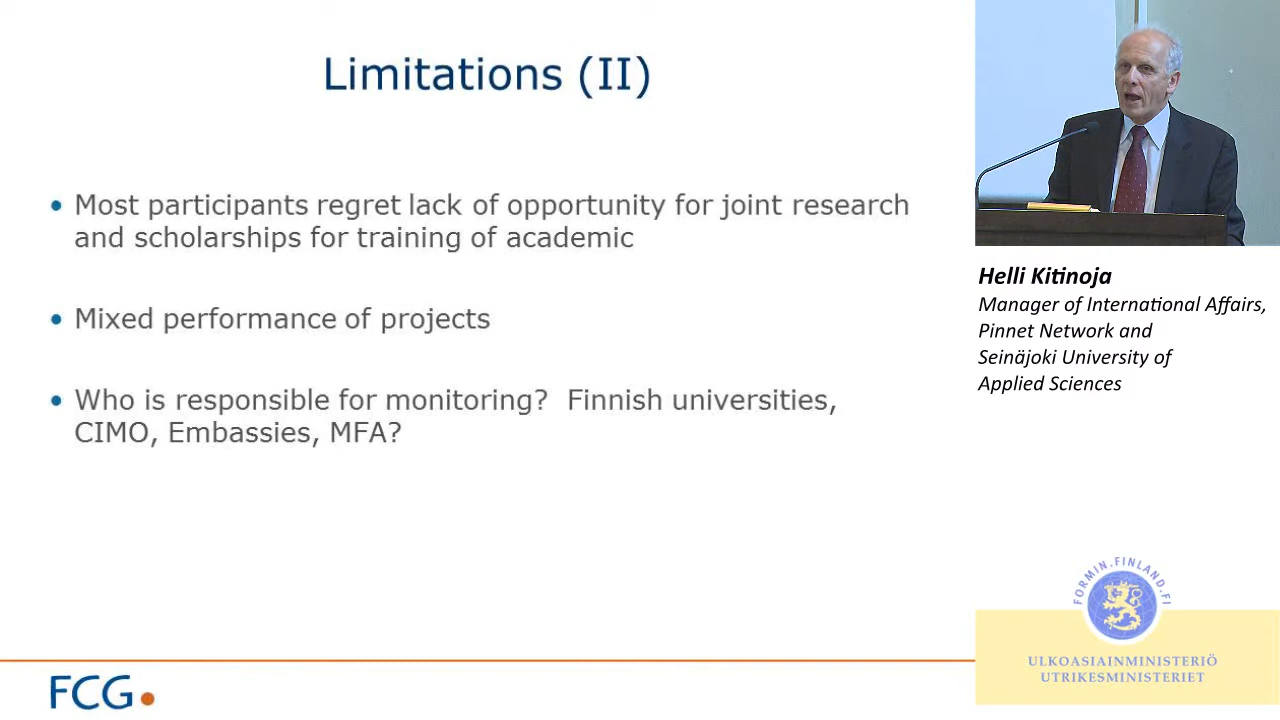 Limitations (II)
• Most participants regret lack of opportunity for joint research
and scholarships for training of academic
• Mixed performance of projects
• Who is responsible for monitoring?  Finnish universities,
CIMO, Embassies, MFA?
FCG
Helli Kitinoja
Manager of International Affairs,
Pinnet Network and
Seinäjoki University of
Applied Sciences
FORMIN.FINLAND.FI
ULKOASIAINMINISTERIÖ
UTRIKESMINISTERIET